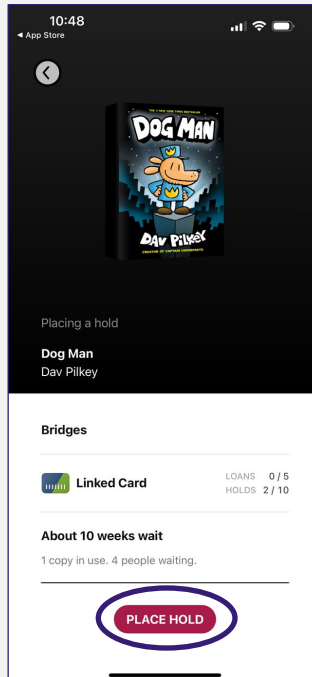 10:48
◀ App Store
THE #1 NEW YORK TIMES BESTSELLER
DOG MAN
DAV PILKEY
CREATOR OF CAPTAIN UNDERPANTS
Placing a hold
Dog Man
Dav Pilkey
Bridges
Linked Card
LOANS 0 / 5
HOLDS 2 / 10
About 10 weeks wait
1 copy in use. 4 people waiting.
PLACE HOLD